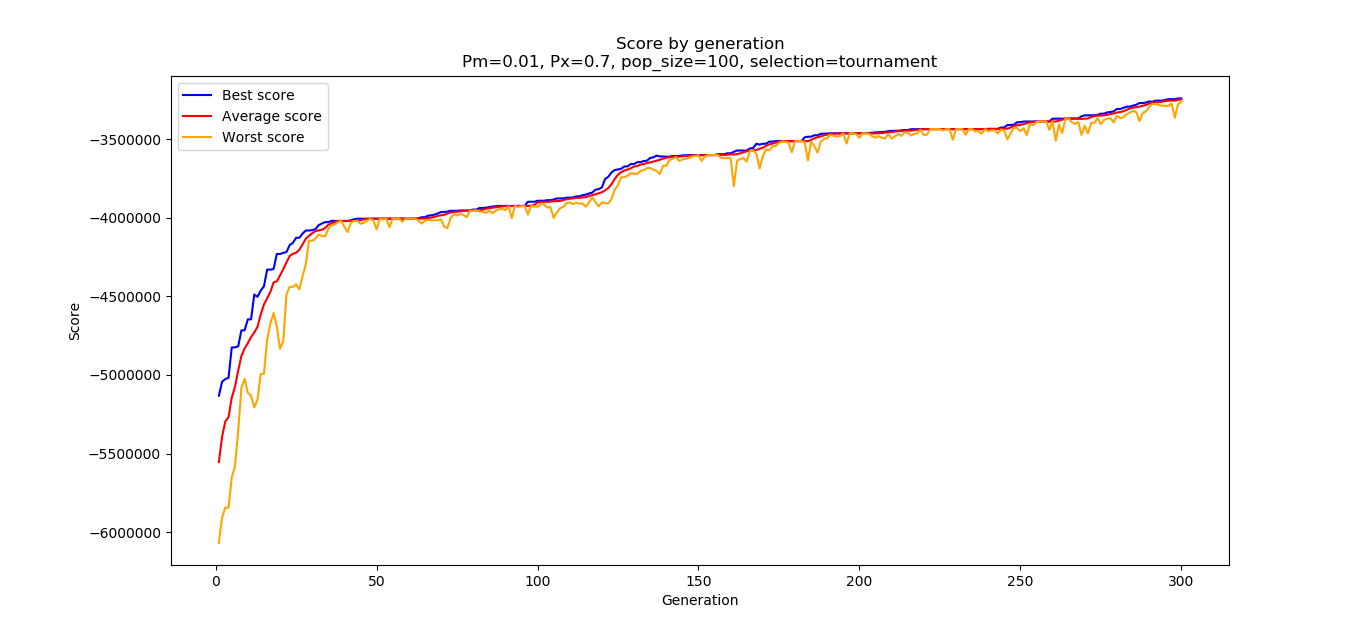 Score by generation
Pm=0.01, Px=0.7, pop_size=100, selection=tournament
Best score
Average score
Worst score
Score
−3500000
−4000000
−4500000
−5000000
−5500000
−6000000
0 50 100 150 200 250 300
Generation